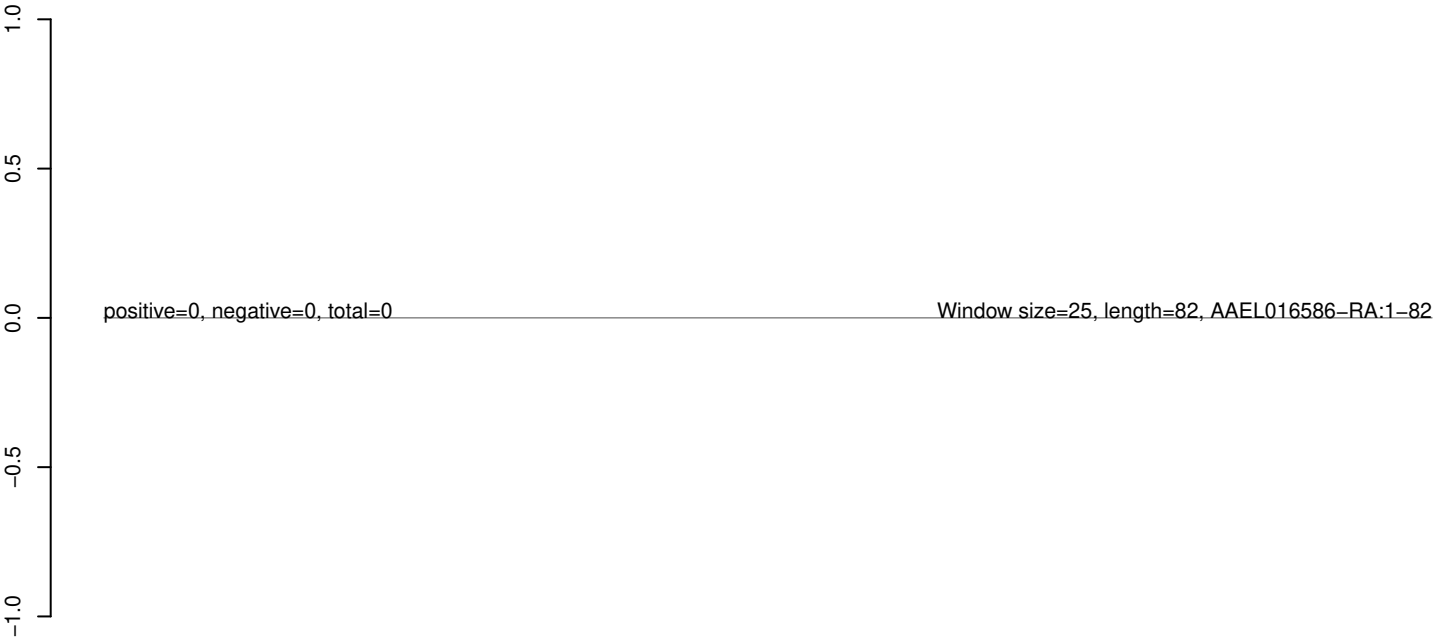 1.0
0.5
positive=0, negative=0, total=0
Window size=25, length=82, AAEL016586−RA:1−82
0.0
−0.5
−1.0